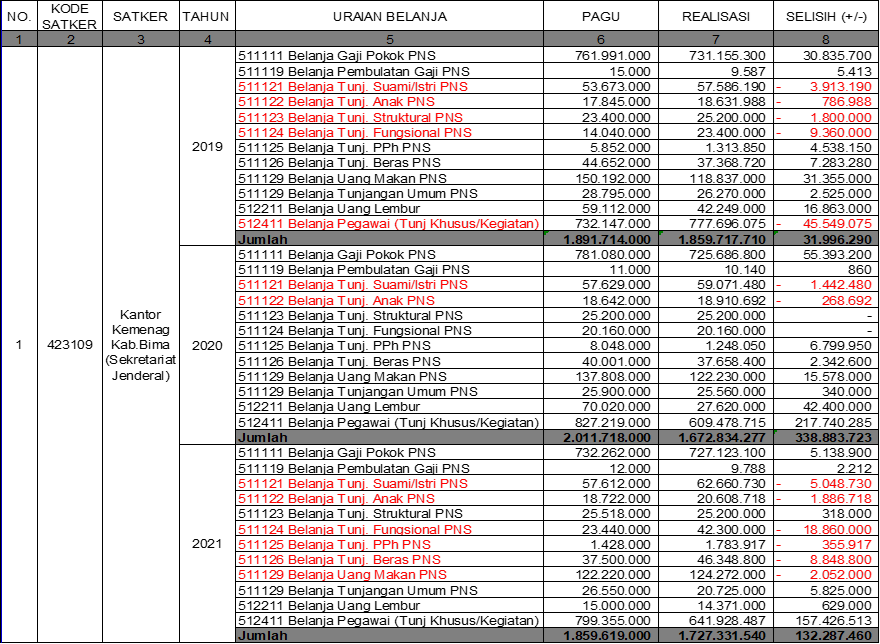 NO. KODE SATKER SATKER TAHUN URAIAN BELANJA PAGU REALISASI SELISIH (+/-)
1 2 3 4 5 6 7 8
1 423109 Kantor Kemenag Kab.Bima (Sekretariat Jenderal) 2019
511111 Belanja Gaji Pokok PNS 761.991.000 731.155.300 30.835.700
511119 Belanja Pembulatan Gaji PNS 15.000 9.587 5.413
511121 Belanja Tunj. Suami/Istri PNS 53.673.000 57.586.190 - 3.913.190
511122 Belanja Tunj. Anak PNS 17.845.000 18.631.988 - 786.988
511123 Belanja Tunj. Struktural PNS 23.400.000 25.200.000 - 1.800.000
511124 Belanja Tunj. Fungsional PNS 14.040.000 23.400.000 - 9.360.000
511125 Belanja Tunj. PPh PNS 5.852.000 1.313.850 4.538.150
511126 Belanja Tunj. Beras PNS 44.652.000 37.368.720 7.283.280
511129 Belanja Uang Makan PNS 150.192.000 118.837.000 31.355.000
511129 Belanja Tunjangan Umum PNS 28.795.000 26.270.000 2.525.000
512211 Belanja Uang Lembur 59.112.000 42.249.000 16.863.000
512411 Belanja Pegawai (Tunj Khusus/Kegiatan) 732.147.000 777.696.075 - 45.549.075
Jumlah 1.891.714.000 1.859.717.710 31.996.290
2020
511111 Belanja Gaji Pokok PNS 781.080.000 725.686.800 55.393.200
511119 Belanja Pembulatan Gaji PNS 11.000 10.140 860
511121 Belanja Tunj. Suami/Istri PNS 57.629.000 59.071.480 - 1.442.480
511122 Belanja Tunj. Anak PNS 18.642.000 18.910.692 - 268.692
511123 Belanja Tunj. Struktural PNS 25.200.000 25.200.000 -
511124 Belanja Tunj. Fungsional PNS 20.160.000 20.160.000 -
511125 Belanja Tunj. PPh PNS 8.048.000 1.248.050 6.799.950
511126 Belanja Tunj. Beras PNS 40.001.000 37.658.400 2.342.600
511129 Belanja Uang Makan PNS 137.808.000 122.230.000 15.578.000
511129 Belanja Tunjangan Umum PNS 25.900.000 25.560.000 340.000
512211 Belanja Uang Lembur 70.020.000 27.620.000 42.400.000
512411 Belanja Pegawai (Tunj Khusus/Kegiatan) 827.219.000 609.478.715 217.740.285
Jumlah 2.011.718.000 1.672.834.277 338.883.723
2021
511111 Belanja Gaji Pokok PNS 732.262.000 727.123.100 5.138.900
511119 Belanja Pembulatan Gaji PNS 12.000 9.788 2.212
511121 Belanja Tunj. Suami/Istri PNS 57.612.000 62.660.730 - 5.048.730
511122 Belanja Tunj. Anak PNS 18.722.000 20.608.718 - 1.886.718
511123 Belanja Tunj. Struktural PNS 25.518.000 25.200.000 318.000
511124 Belanja Tunj. Fungsional PNS 23.440.000 42.300.000 - 18.860.000
511125 Belanja Tunj. PPh PNS 1.428.000 1.783.917 - 355.917
511126 Belanja Tunj. Beras PNS 37.500.000 46.348.800 - 8.848.800
511129 Belanja Uang Makan PNS 122.220.000 124.272.000 - 2.052.000
511129 Belanja Tunjangan Umum PNS 26.550.000 20.725.000 5.825.000
512211 Belanja Uang Lembur 15.000.000 14.371.000 629.000
512411 Belanja Pegawai (Tunj Khusus/Kegiatan) 799.355.000 641.928.487 157.426.513
Jumlah 1.859.619.000 1.727.331.540 132.287.460